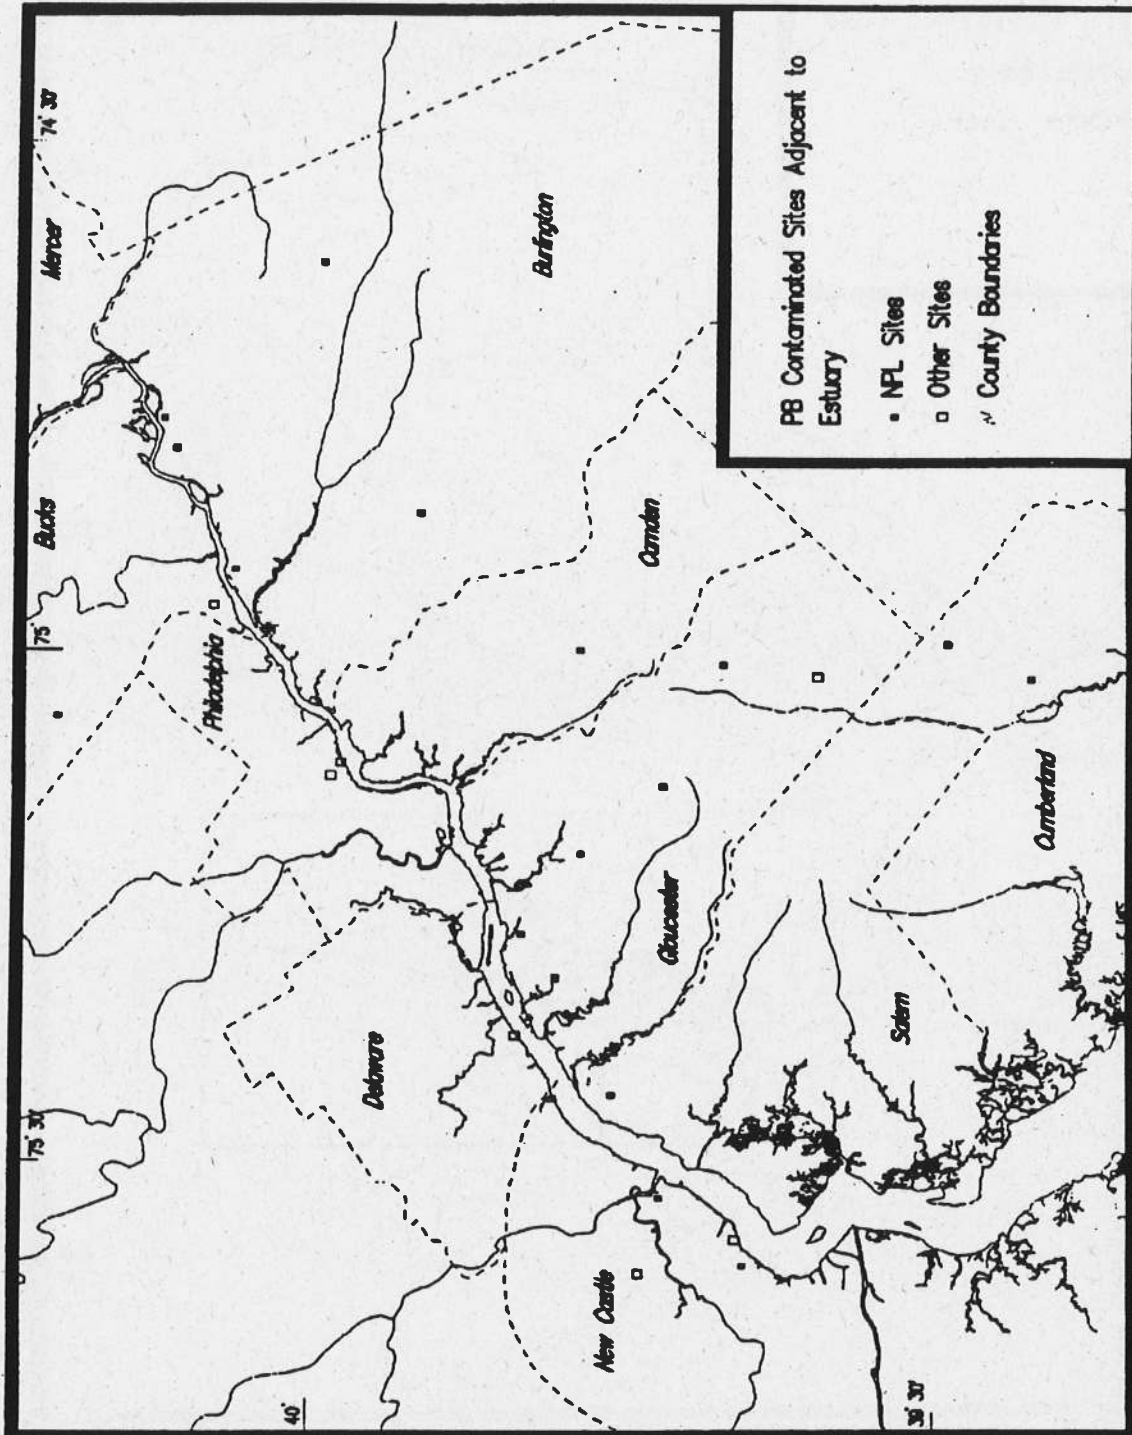 74° 30'
Mercer
Bucks
75°
Philadelphia
Burlington
Camden
75° 30'
Delaware
Gloucester
Cumberland
Salem
New Castle
40°
39° 30'
PB Contaminated Sites Adjacent to
Estuary
NPL Sites
Other Sites
County Boundaries